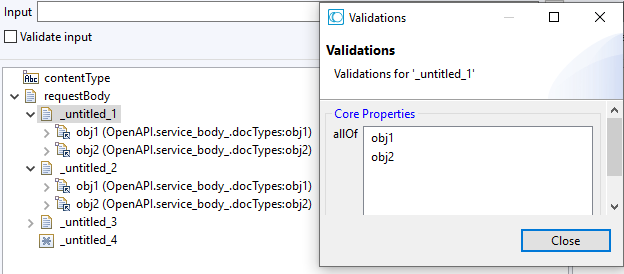 Input
Validate input
Abc contentType
requestBody
_untitled_1
obj1 (OpenAPI.service_body_.docTypes:obj1)
obj2 (OpenAPI.service_body_.docTypes:obj2)
_untitled_2
obj1 (OpenAPI.service_body_.docTypes:obj1)
obj2 (OpenAPI.service_body_.docTypes:obj2)
_untitled_3
_untitled_4
Validations
Validations
Validations for '_untitled_1'
Core Properties
allOf
obj1
obj2
Close